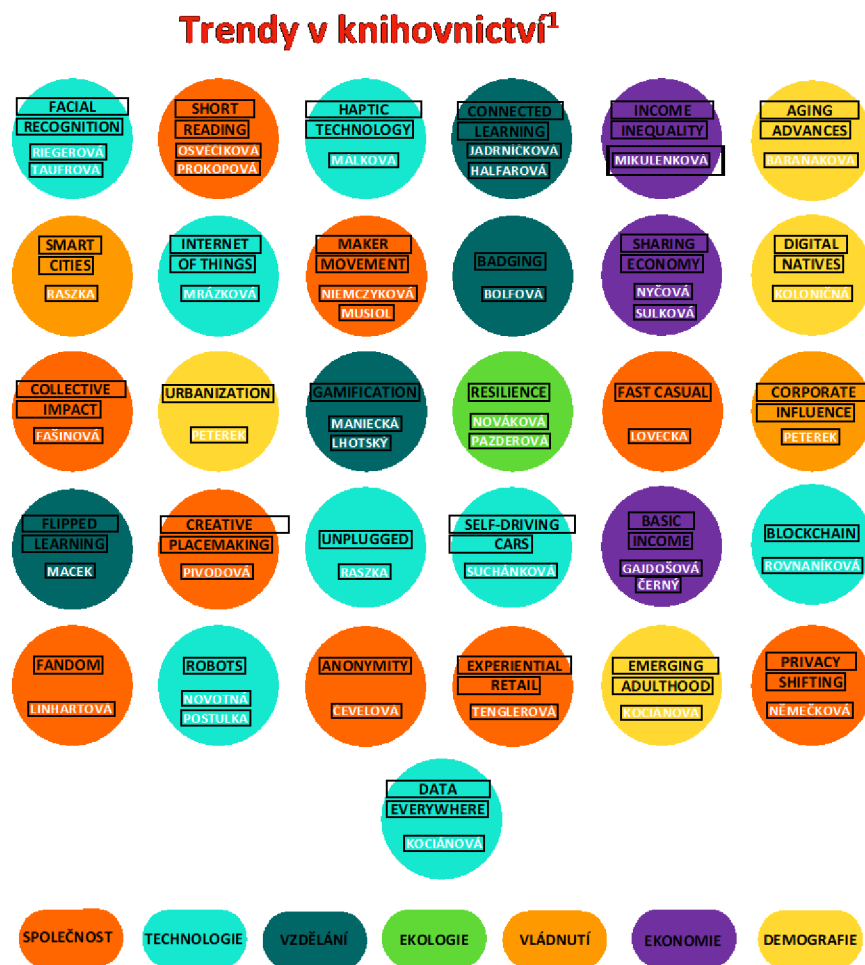 Trendy v knihovnictví¹
FACIAL
RECOGNITION
RIEGEROVÁ
TAUFROVÁ
SHORT
READING
OSVĚČÍKOVÁ
PROKOPOVÁ
HAPTIC
TECHNOLOGY
MÁLKOVÁ
CONNECTED
LEARNING
JADRNÍČKOVÁ
HALFAROVÁ
INCOME
INEQUALITY
MIKULENKOVÁ
AGING
ADVANCES
BARANÁKOVÁ
SMART
CITIES
RASZKA
INTERNET
OF THINGS
MRÁZKOVÁ
MAKER
MOVEMENT
NIEMCZYKOVÁ
MUSIOL
BADGING
BOLFOVÁ
SHARING
ECONOMY
NYČOVÁ
SULKOVÁ
DIGITAL
NATIVES
KOLONIČNÁ
COLLECTIVE
IMPACT
FAŠINOVÁ
URBANIZATION
PETEREK
GAMIFICATION
MANIECKÁ
LHOTSKÝ
RESILIENCE
NOVÁKOVÁ
PAZDEROVÁ
FAST CASUAL
LOVECKA
CORPORATE
INFLUENCE
PETEREK
FLIPPED
LEARNING
MACEK
CREATIVE
PLACEMAKING
PIVODOVÁ
UNPLUGGED
RASZKA
SELF-DRIVING
CARS
SUCHÁNKOVÁ
BASIC
INCOME
GAJDOŠOVÁ
ČERNÝ
BLOCKCHAIN
ROVNANÍKOVÁ
FANDOM
LINHARTOVÁ
ROBOTS
NOVOTNÁ
POSTULKA
ANONYMITY
ČEVELOVÁ
EXPERIENTIAL
RETAIL
TENGLEROVÁ
EMERGING
ADULTHOOD
KOCIÁNOVÁ
PRIVACY
SHIFTING
NĚMEČKOVÁ
DATA
EVERYWHERE
KOCIÁNOVÁ
SPOLEČNOST
TECHNOLOGIE
VZDĚLÁNÍ
EKOLOGIE
VLÁDNUTÍ
EKONOMIE
DEMOGRAFIE